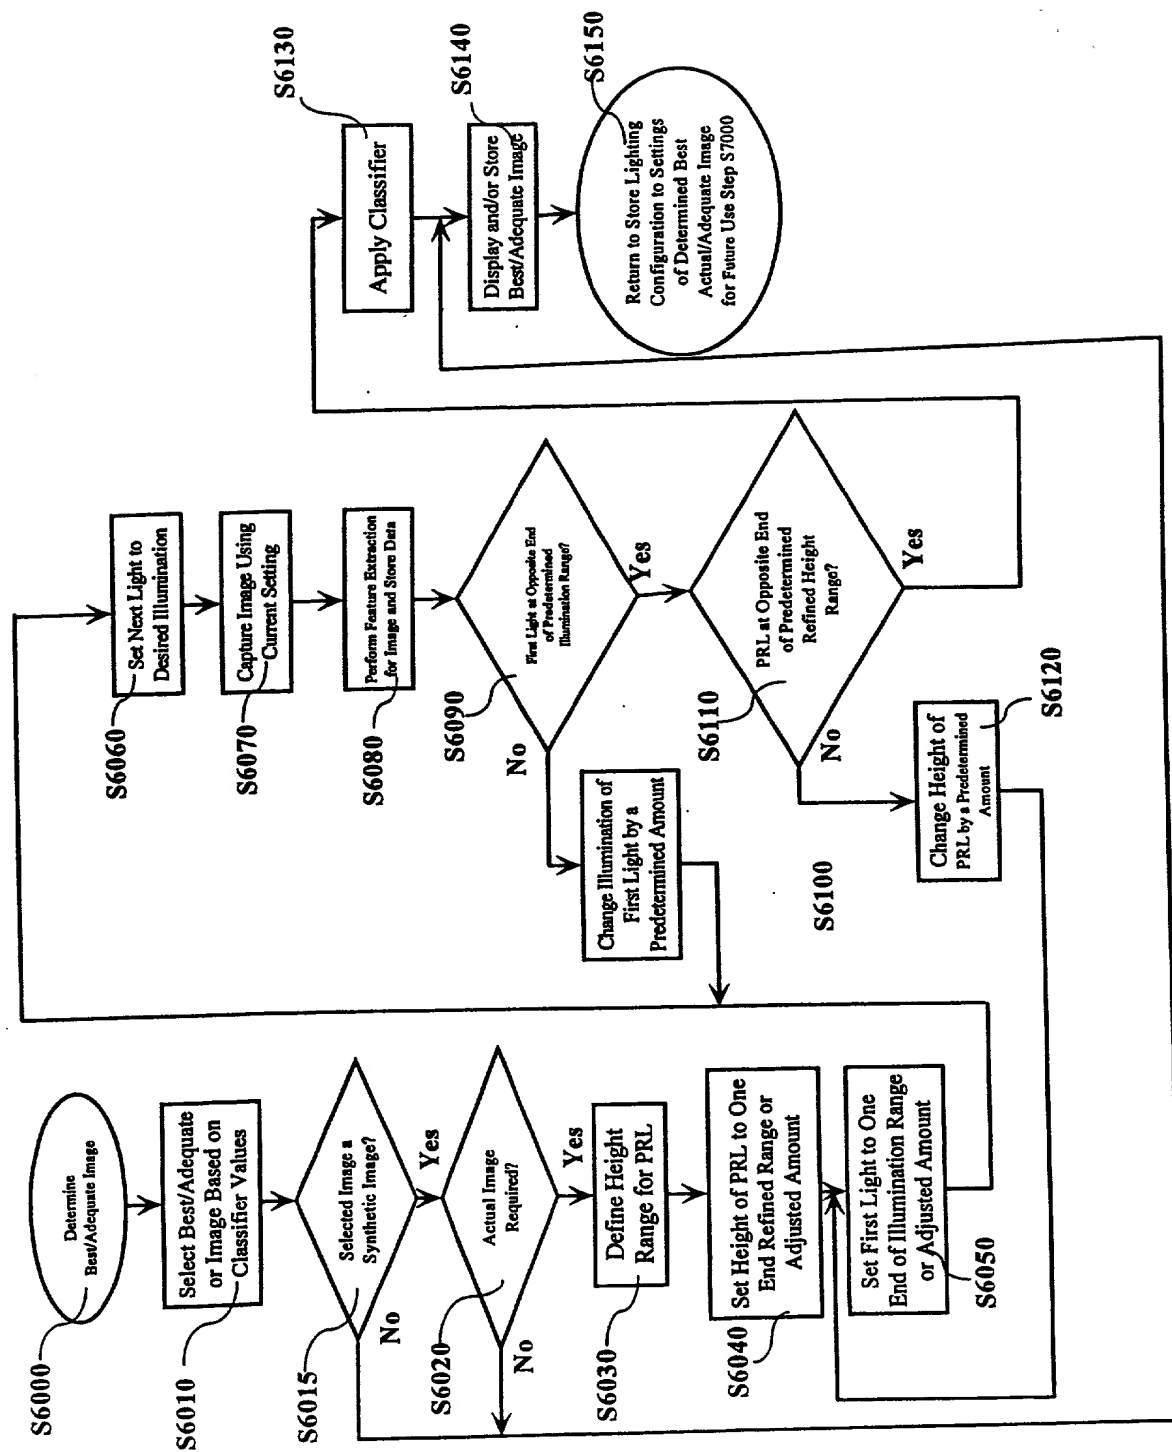 S6000
Determine
Best/Adequate Image
S6010
Select Best/Adequate
or Image Based on
Classifier Values
S6015
Selected Image a
Synthetic Image?
No
Yes
S6020
Actual Image
Required?
No
Yes
S6030
Define Height
Range for PRL
S6040
Set Height of PRL to One
End Refined Range or
Adjusted Amount
Set First Light to One
End of Illumination Range
or Adjusted Amount
S6050
S6060
Set Next Light to
Desired Illumination
S6070
Capture Image Using
Current Setting
S6080
Perform Feature Extraction
for Image and Store Data
S6090
First Light at Opposite End
of Predetermined
Illumination Range?
No
Yes
Change Illumination of
First Light by a
Predetermined Amount
S6100
S6110
PRL at Opposite End
of Predetermined
Refined Height
Range?
No
Yes
Change Height of
PRL by a Predetermined
Amount
S6120
S6130
Apply Classifier
S6140
Display and/or Store
Best/Adequate Image
S6150
Return to Store Lighting
Configuration to Settings
of Determined Best
Actual/Adequate Image
for Future Use Step S7000